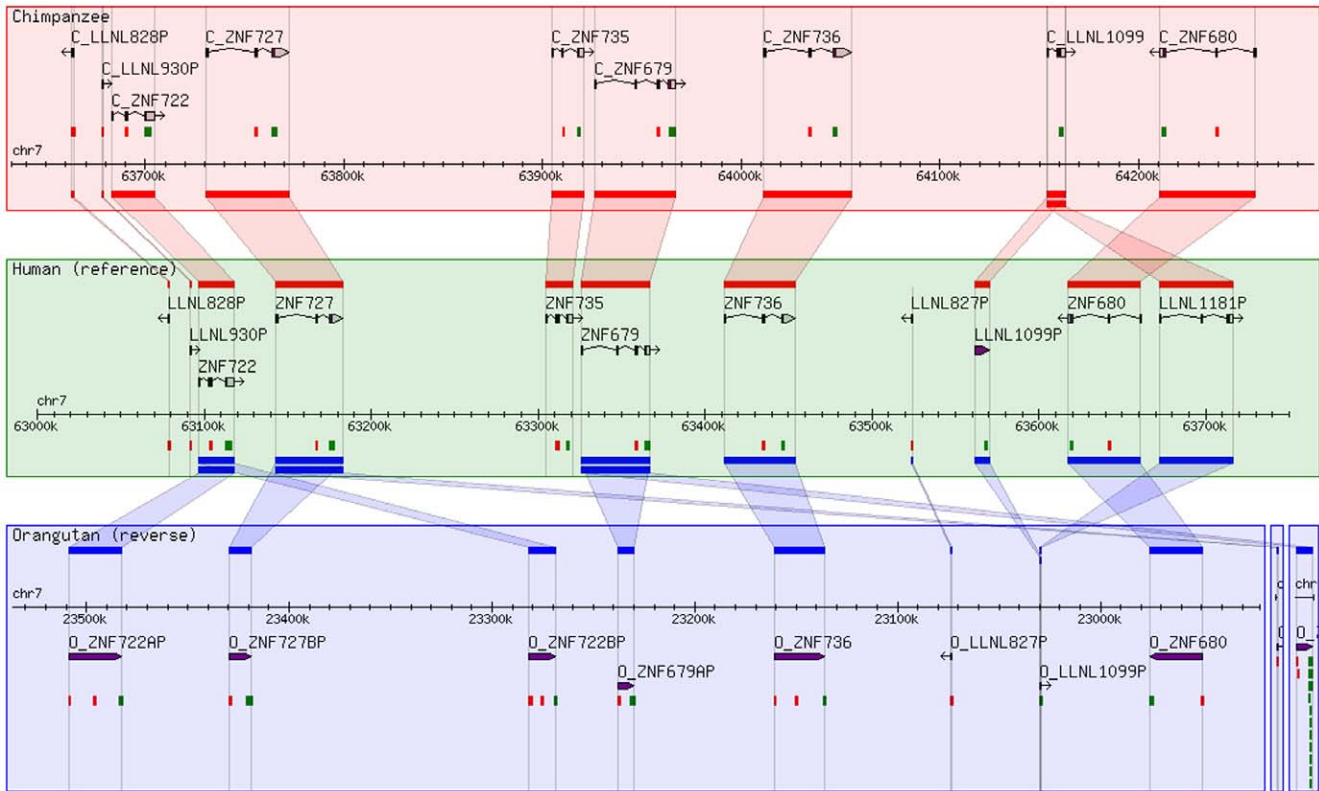 Chimpanzee
C_LLNL828P C_ZNF727 C_ZNF735 C_ZNF736 C_LLNL1099 C_ZNF680
C_LLNL930P C_ZNF679
C_ZNF722
chr7
63700k 63800k 63900k 64000k 64100k 64200k
Human (reference)
LLNL828P ZNF727 ZNF735 ZNF736 LLNL827P ZNF680 LLNL1181P
LLNL930P ZNF679 LLNL1099P
ZNF722
chr7
63000k 63100k 63200k 63300k 63400k 63500k 63600k 63700k
Orangutan (reverse)
chr7 chr
23500k 23400k 23300k 23200k 23100k 23000k
O_ZNF722AP O_ZNF727BP O_ZNF722BP O_ZNF736 O_LLNL827P O_ZNF680
O_ZNF679AP O_LLNL1099P